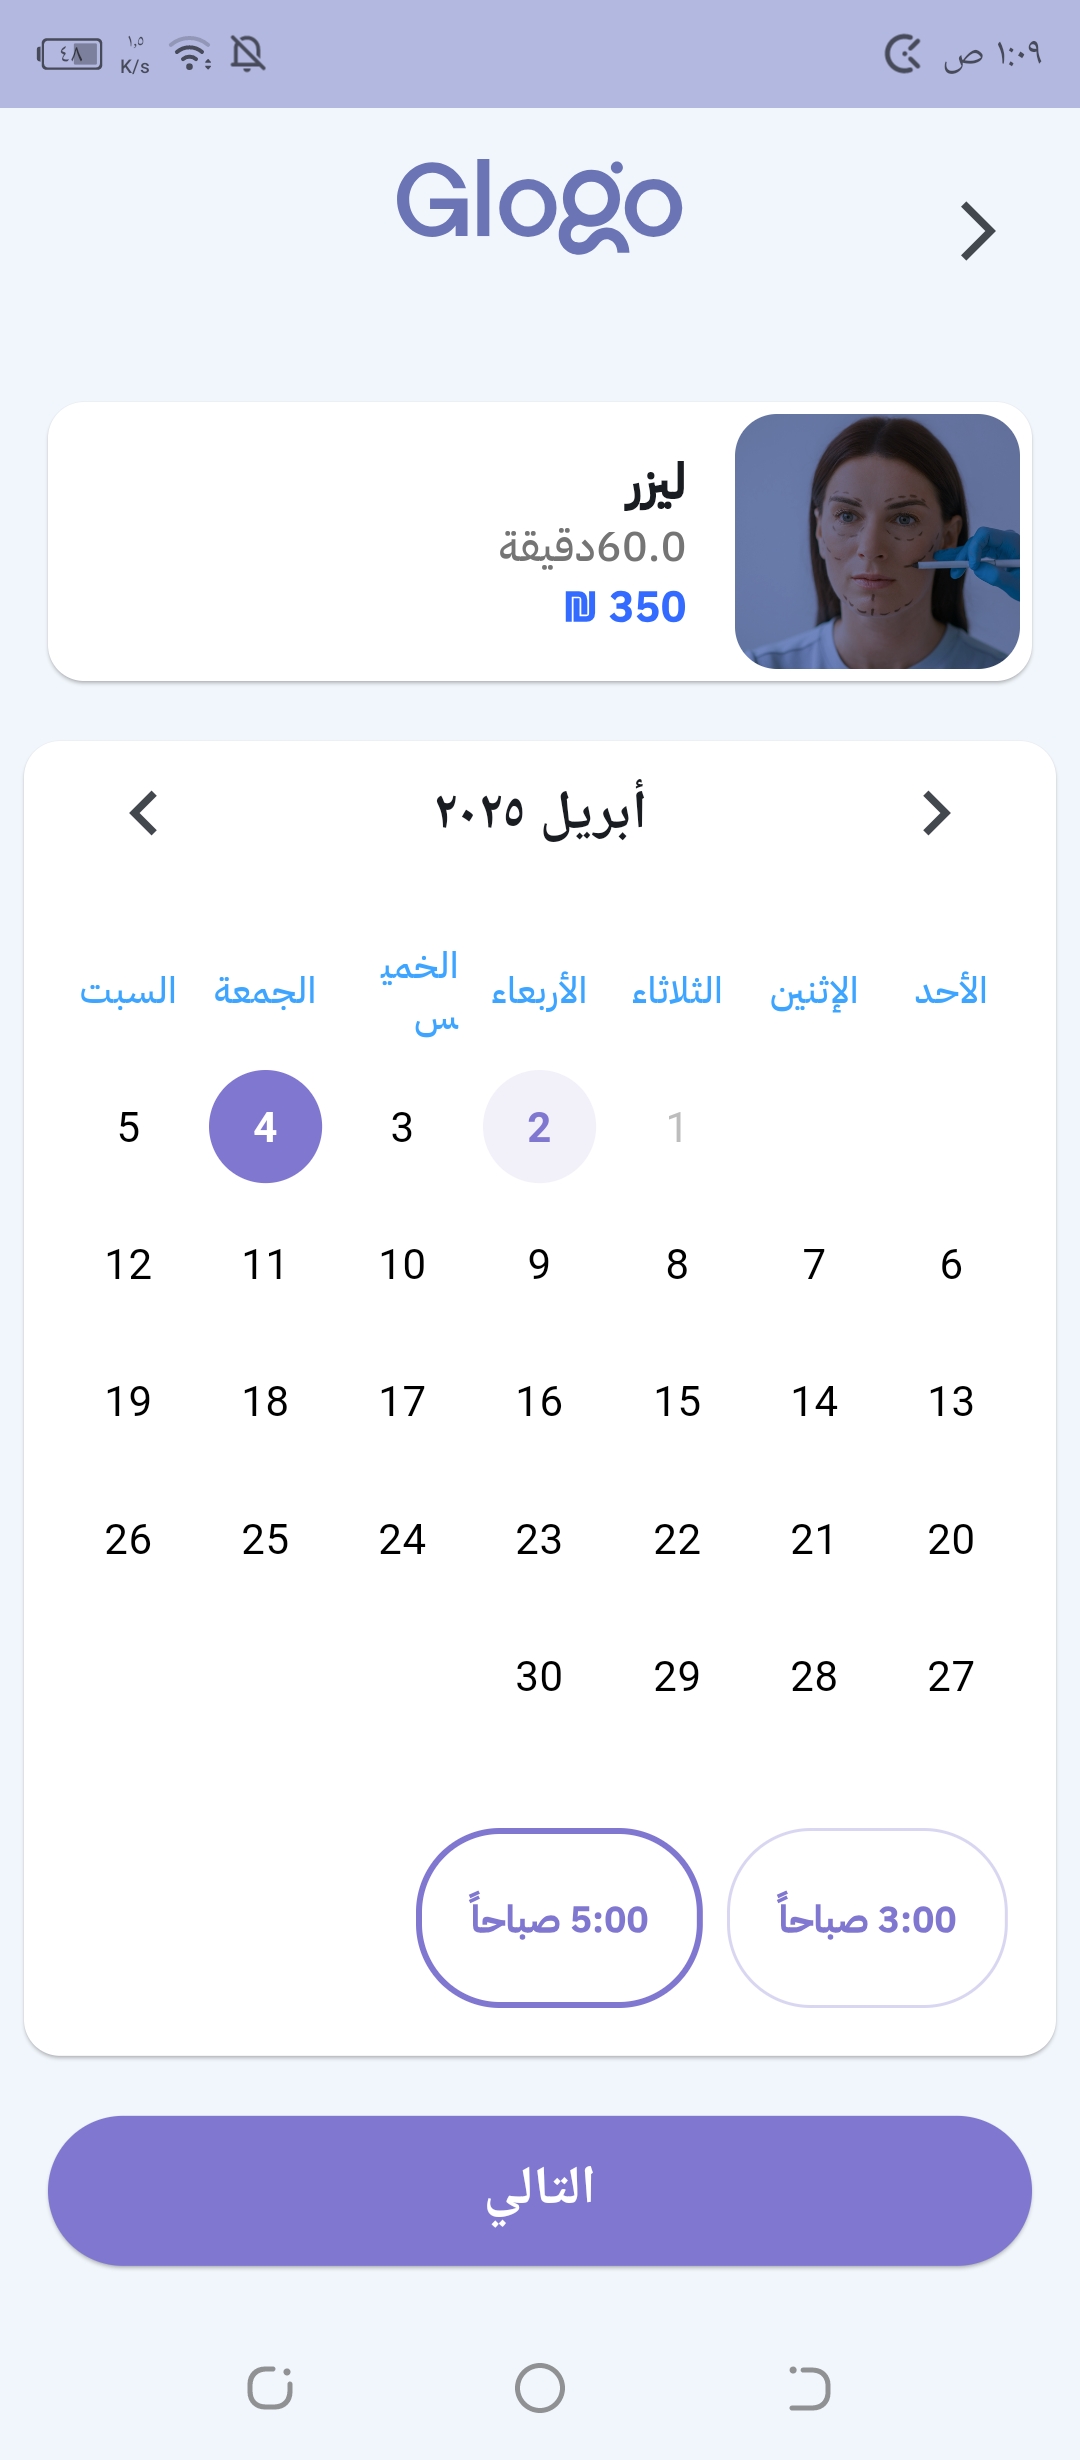 ١:٠٩ ص
١,٥ K/s
٤٨
Glogo
ليزر
60.0دقيقة
350 ₪
أبريل ٢٠٢٥
الأحد الإثنين الثلاثاء الأربعاء الخميس الجمعة السبت
1 2 3 4 5
6 7 8 9 10 11 12
13 14 15 16 17 18 19
20 21 22 23 24 25 26
27 28 29 30
3:00 صباحاً 5:00 صباحاً
التالي